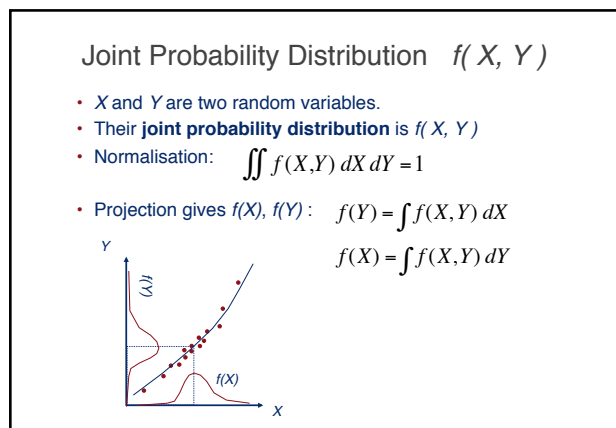 Joint Probability Distribution f( X, Y )
• X and Y are two random variables.
• Their joint probability distribution is f( X, Y )
• Normalisation: ∬ f(X,Y) dX dY = 1
• Projection gives f(X), f(Y) : f(Y) = ∫ f(X,Y) dX
f(X) = ∫ f(X,Y) dY
Y
f(Y)
f(X)
X